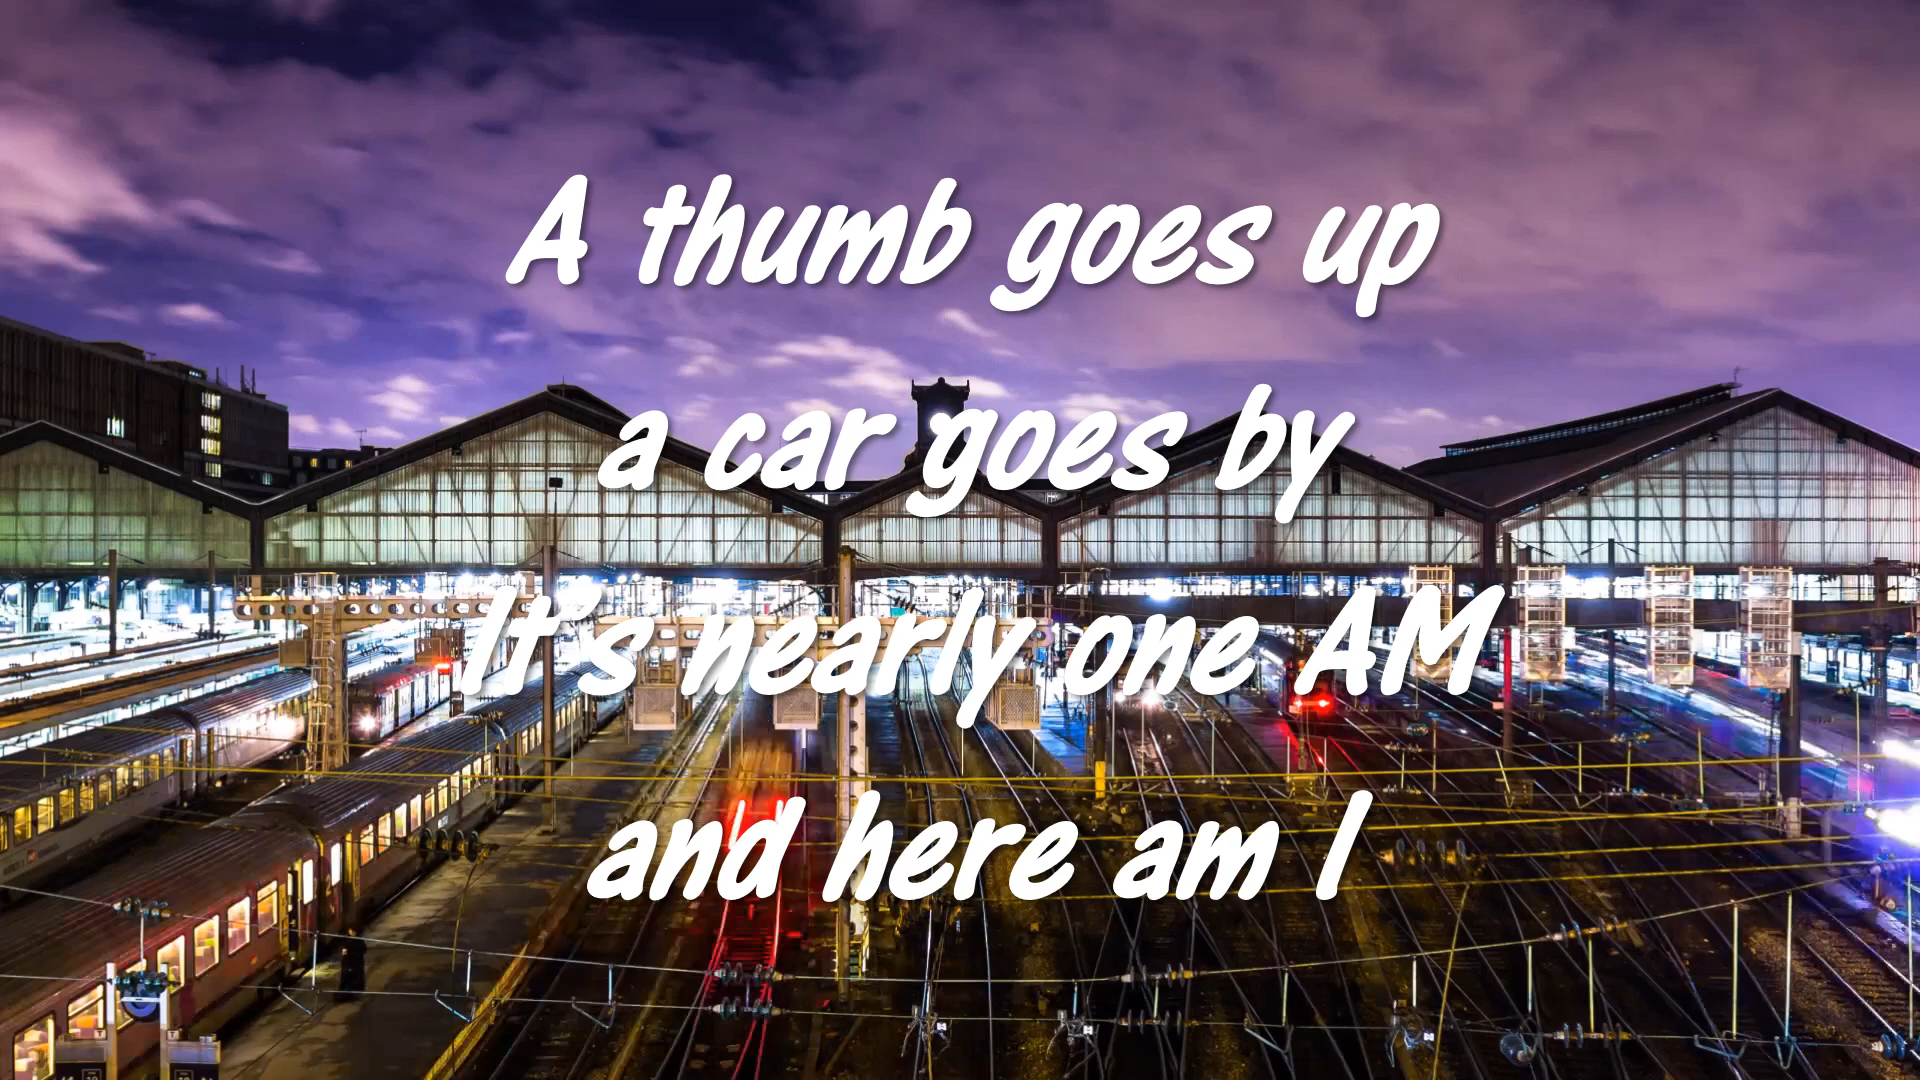 A thumb goes up
a car goes by
It's nearly one AM
and here am I